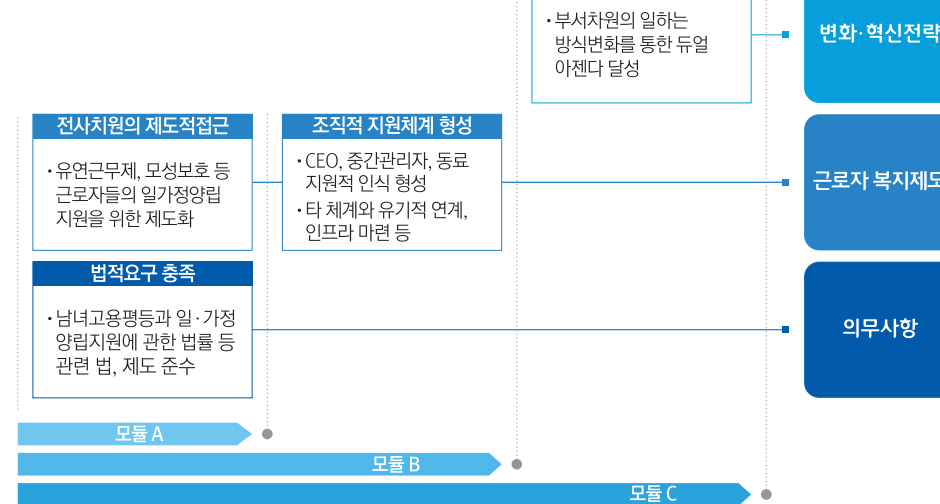 • 부서차원의 일하는
방식변화를 통한 듀얼
아젠다 달성
변화·혁신전략
전사치원의 제도적접근
• 유연근무제, 모성보호 등
근로자들의 일가정양립
지원을 위한 제도화
조직적 지원체계 형성
• CEO, 중간관리자, 동료
지원적 인식 형성
• 타 체계와 유기적 연계,
인프라 마련 등
근로자 복지제도
법적요구 충족
• 남녀고용평등과 일·가정
양립지원에 관한 법률 등
관련 법, 제도 준수
의무사항
모듈 A
모듈 B
모듈 C